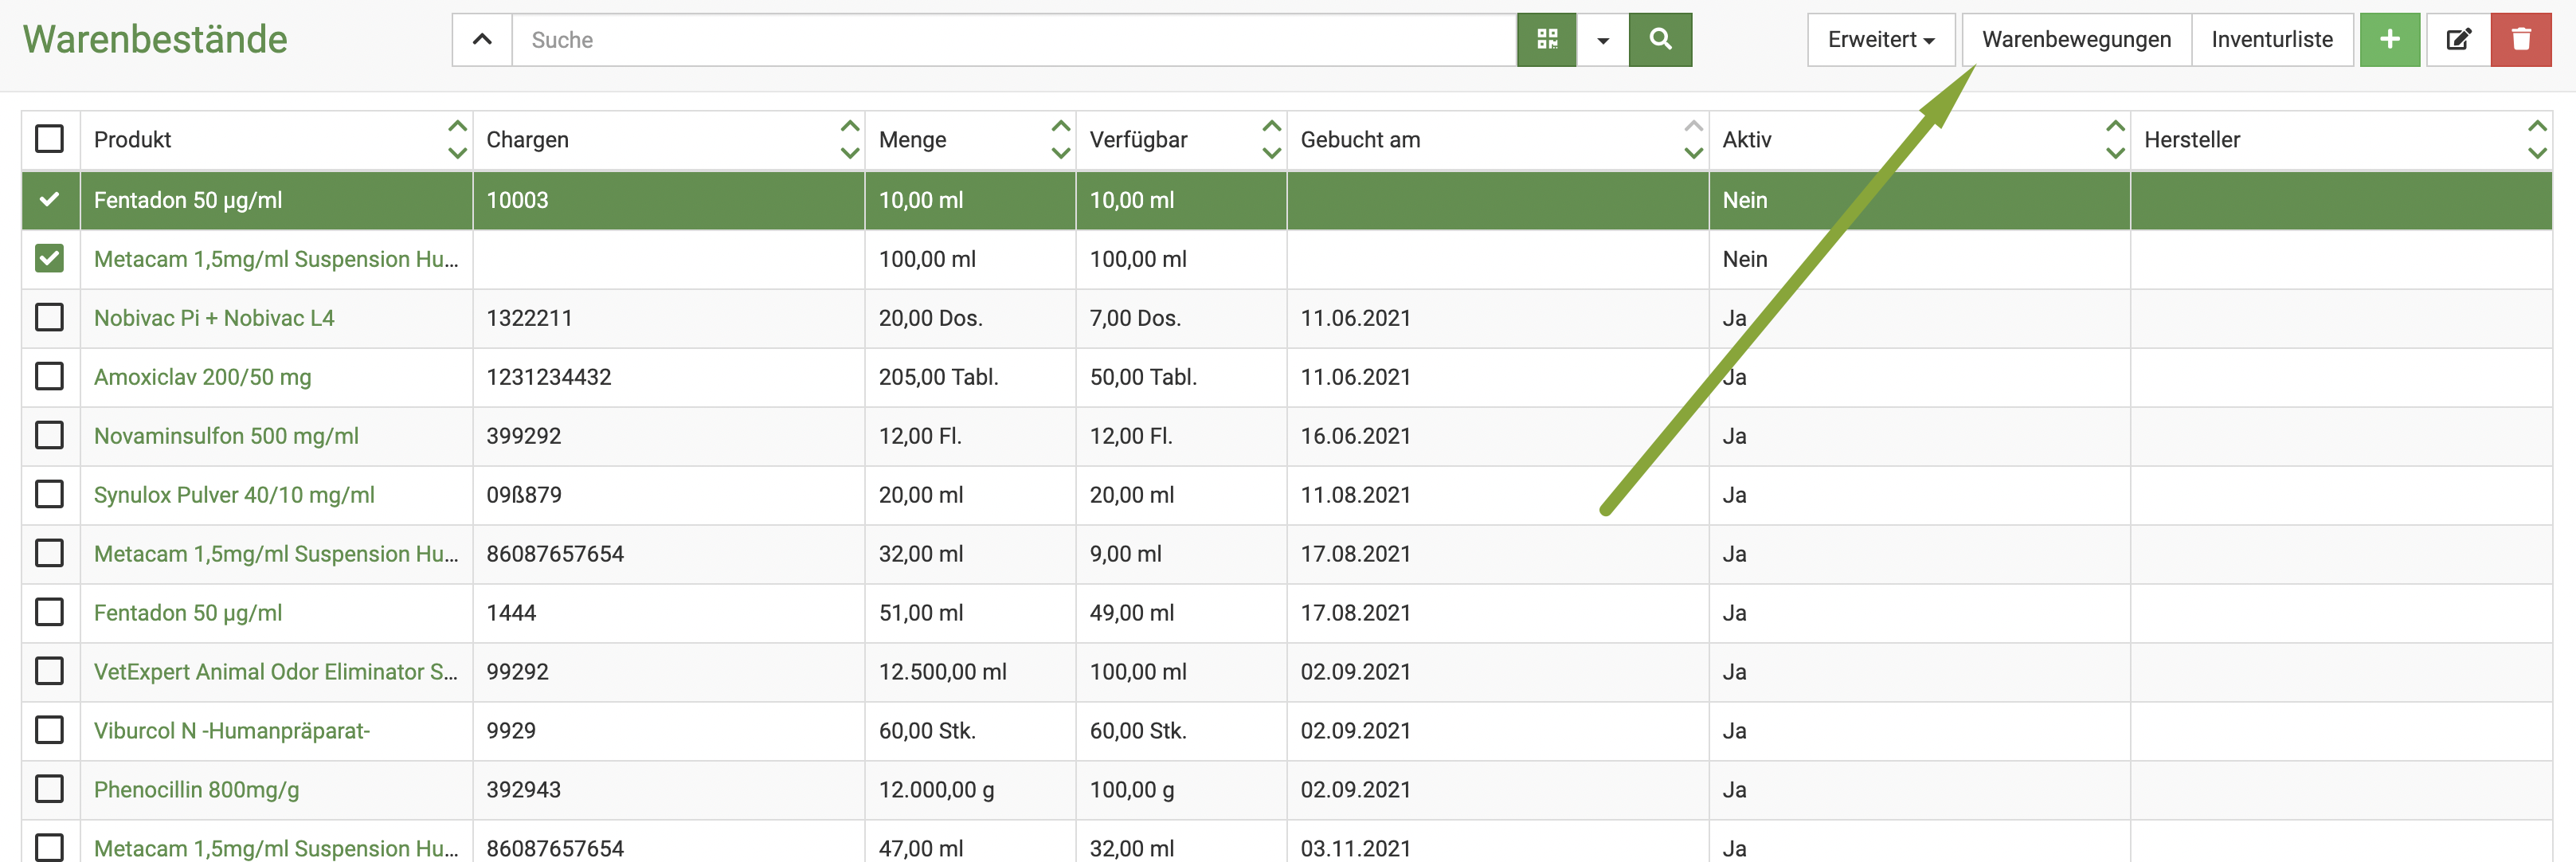 Warenbestände Suche Erweitert Warenbewegungen Inventurliste
Produkt Chargen Menge Verfügbar Gebucht am Aktiv Hersteller
Fentadon 50 µg/ml 10003 10,00 ml 10,00 ml Nein
Metacam 1,5mg/ml Suspension Hu... 100,00 ml 100,00 ml Nein
Nobivac Pi + Nobivac L4 1322211 20,00 Dos. 7,00 Dos. 11.06.2021 Ja
Amoxiclav 200/50 mg 1231234432 205,00 Tabl. 50,00 Tabl. 11.06.2021 Ja
Novaminsulfon 500 mg/ml 399292 12,00 Fl. 12,00 Fl. 16.06.2021 Ja
Synulox Pulver 40/10 mg/ml 09ß879 20,00 ml 20,00 ml 11.08.2021 Ja
Metacam 1,5mg/ml Suspension Hu... 86087657654 32,00 ml 9,00 ml 17.08.2021 Ja
Fentadon 50 µg/ml 1444 51,00 ml 49,00 ml 17.08.2021 Ja
VetExpert Animal Odor Eliminator S... 99292 12.500,00 ml 100,00 ml 02.09.2021 Ja
Viburcol N -Humanpräparat- 9929 60,00 Stk. 60,00 Stk. 02.09.2021 Ja
Phenocillin 800mg/g 392943 12.000,00 g 100,00 g 02.09.2021 Ja
Metacam 1,5mg/ml Suspension Hu... 86087657654 47,00 ml 32,00 ml 03.11.2021 Ja